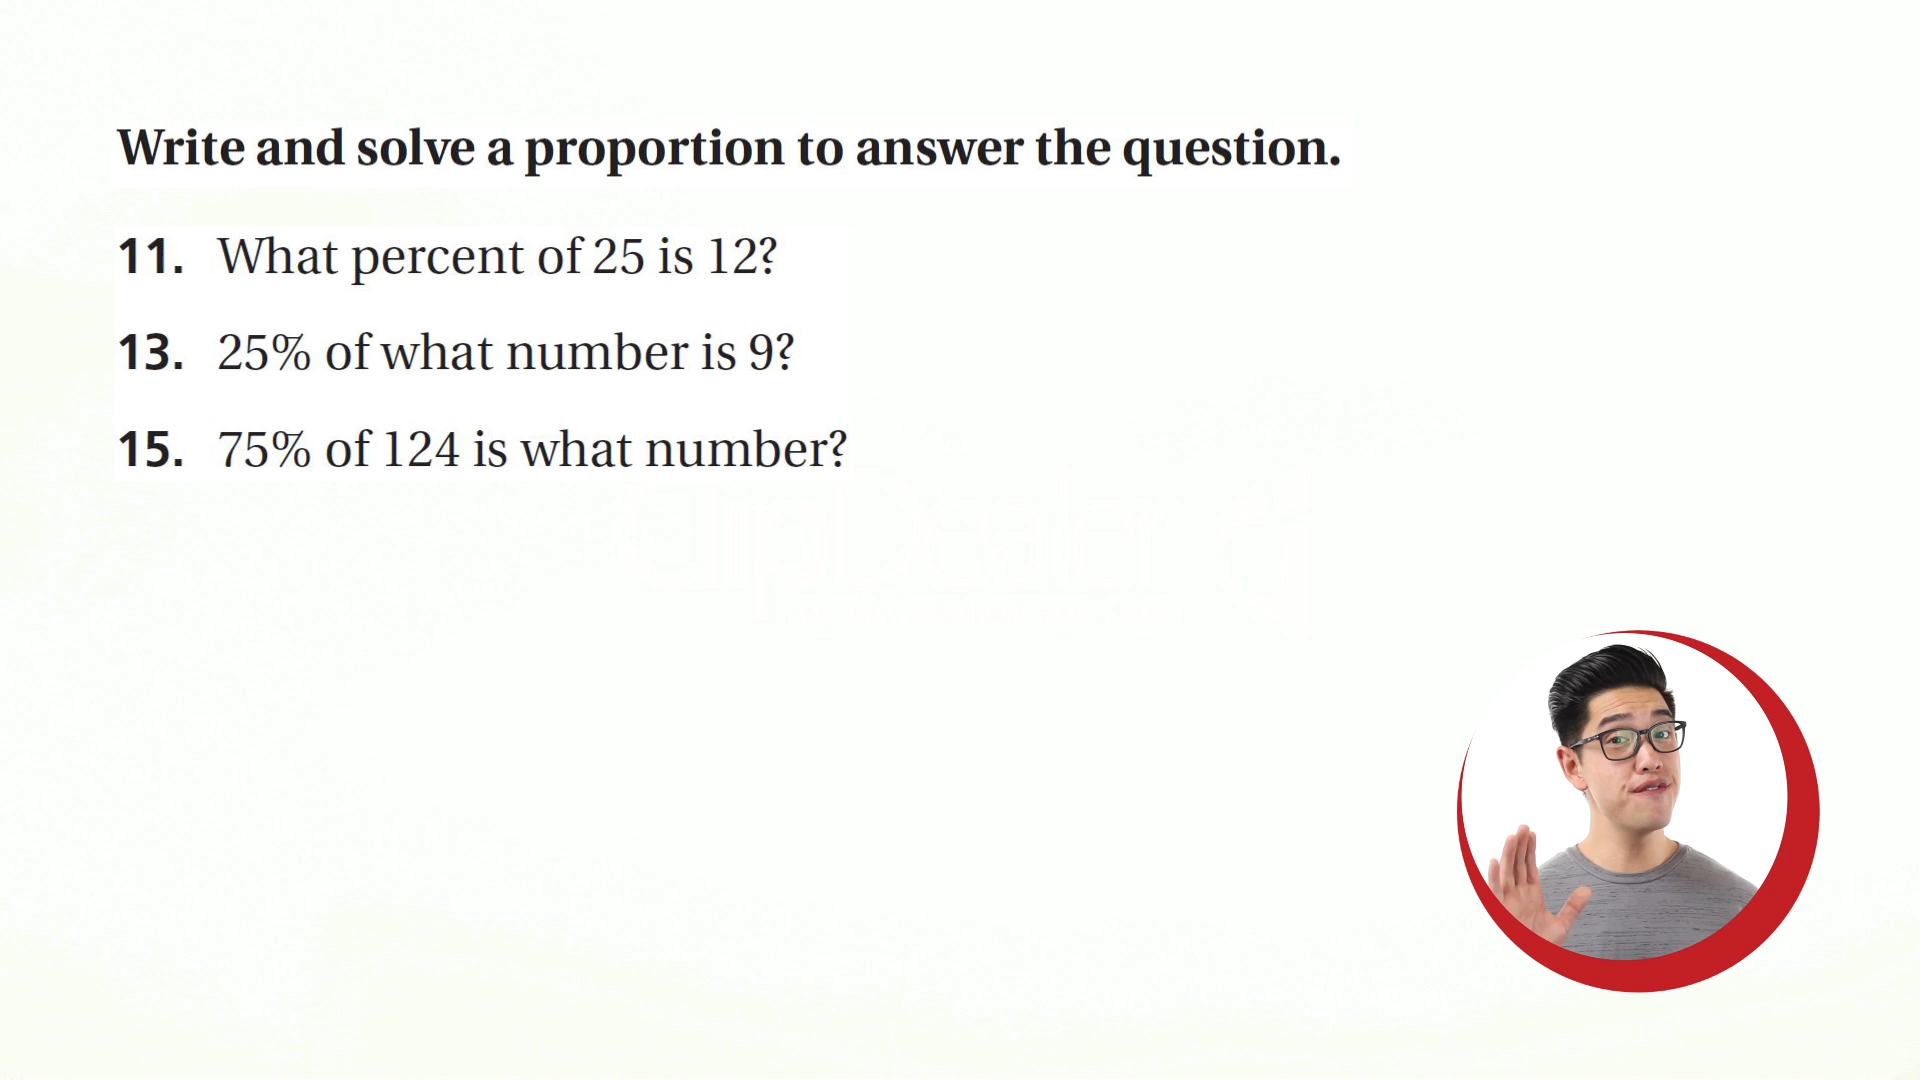 Write and solve a proportion to answer the question.
11. What percent of 25 is 12?
13. 25% of what number is 9?
15. 75% of 124 is what number?